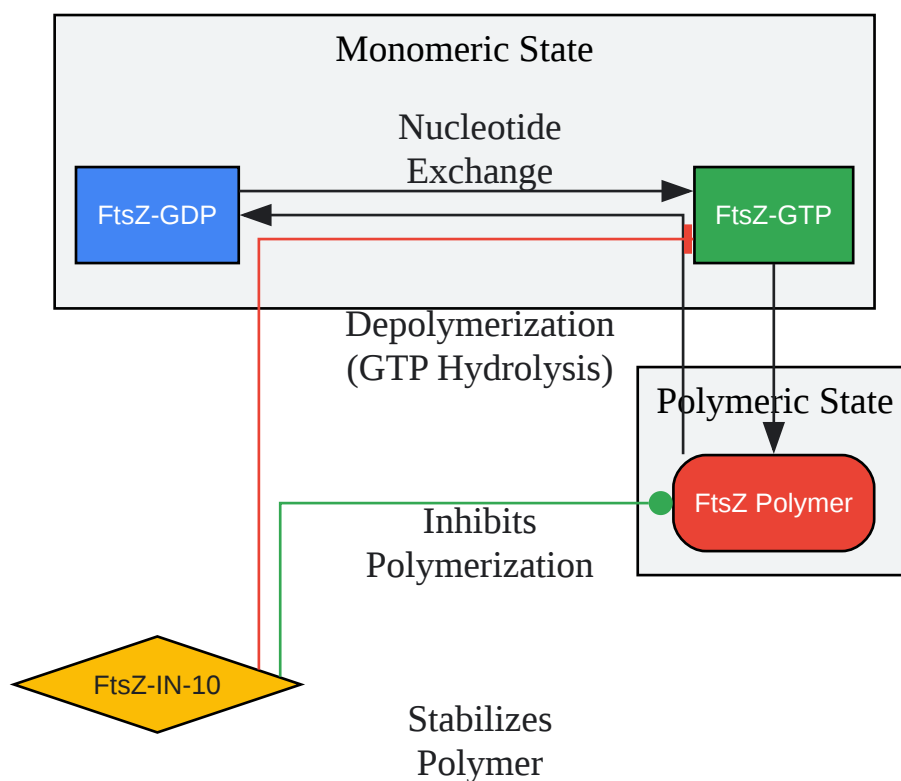 Monomeric State
Nucleotide
Exchange
FtsZ-GDP
FtsZ-GTP
Depolymerization
(GTP Hydrolysis)
Polymeric State
FtsZ Polymer
Inhibits
Polymerization
FtsZ-IN-10
Stabilizes
Polymer